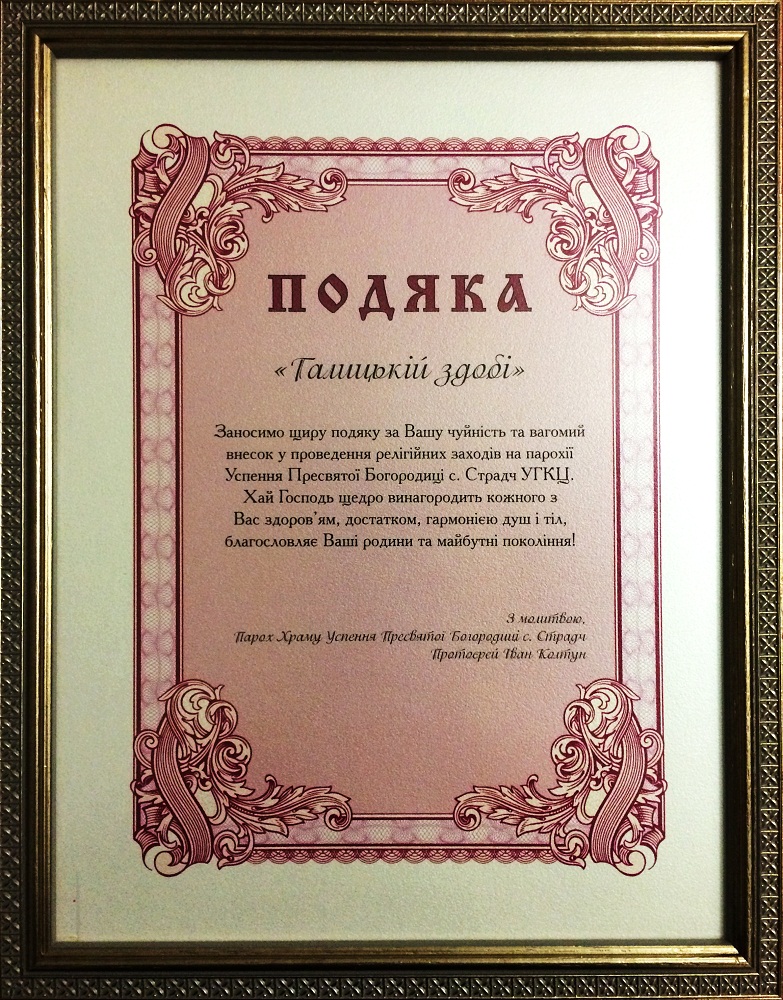 ПОДЯКА
«Галицькій здобі»
Заносимо щиру подяку за Вашу чуйність та вагомий
внесок у проведення релігійних заходів на парохії
Успення Пресвятої Богородиці с. Страдч УГКЦ.
Хай Господь щедро винагородить кожного з
Вас здоров'ям, достатком, гармонією душ і тіл,
благословляє Ваші родини та майбутні покоління!
З молитвою,
Парох Храму Успення Пресвятої Богородиці с. Страдч
Протоєрей Іван Колтун